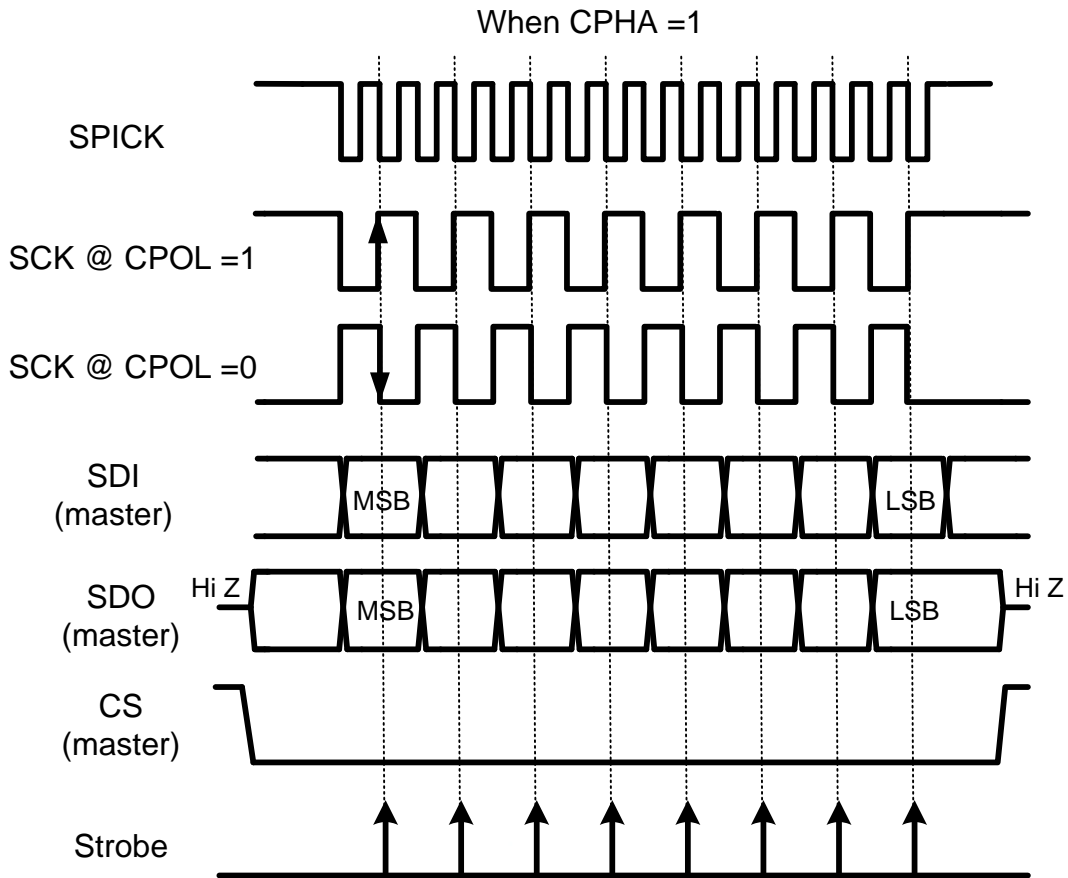 When CPHA =1
SPICK
SCK @ CPOL =1
SCK @ CPOL =0
SDI
(master)
MSB
LSB
Hi Z
SDO
(master)
MSB
LSB
Hi Z
CS
(master)
Strobe